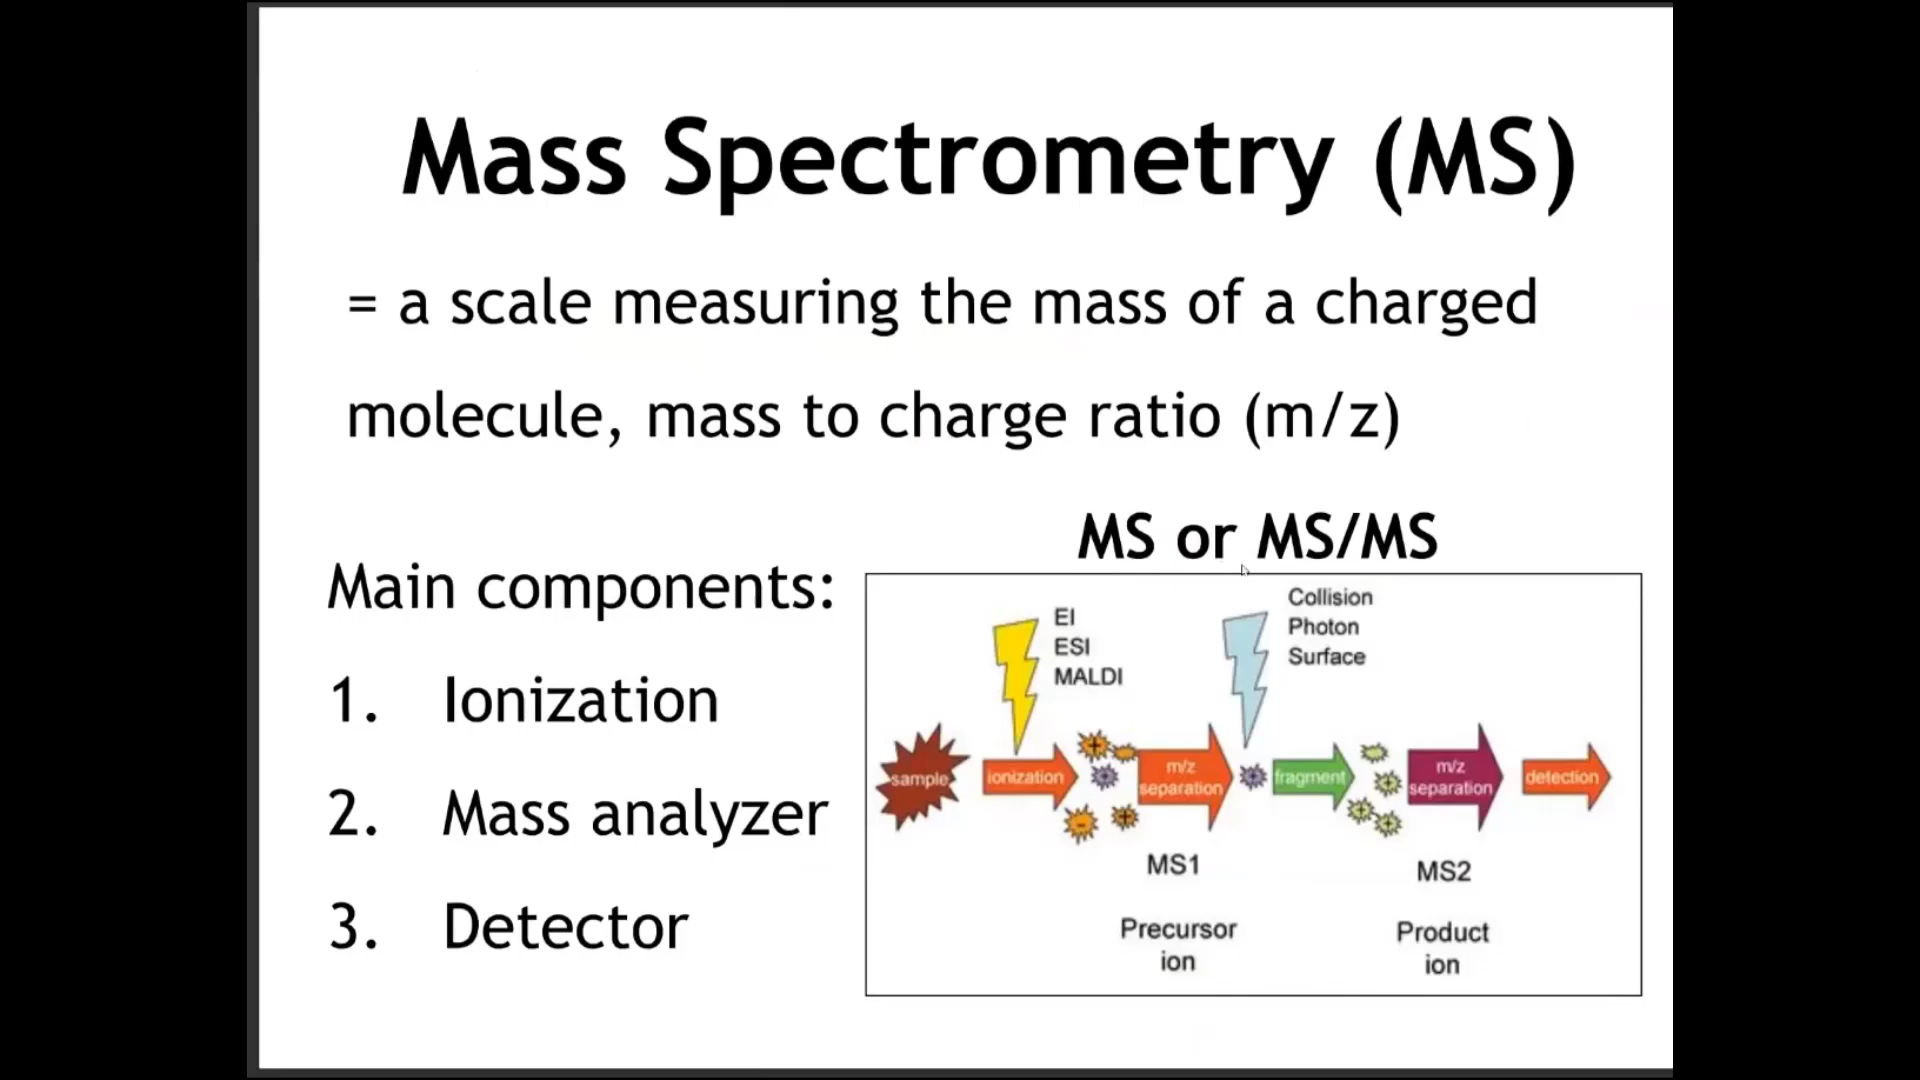 Mass Spectrometry (MS)
= a scale measuring the mass of a charged
molecule, mass to charge ratio (m/z)
Main components:
1. Ionization
2. Mass analyzer
3. Detector
MS or MS/MS
EI
ESI
MALDI
Collision
Photon
Surface
sample
ionization
+
-
+
+
m/z
separation
+
fragment
+
+
+
m/z
separation
detection
MS1
MS2
Precursor
ion
Product
ion